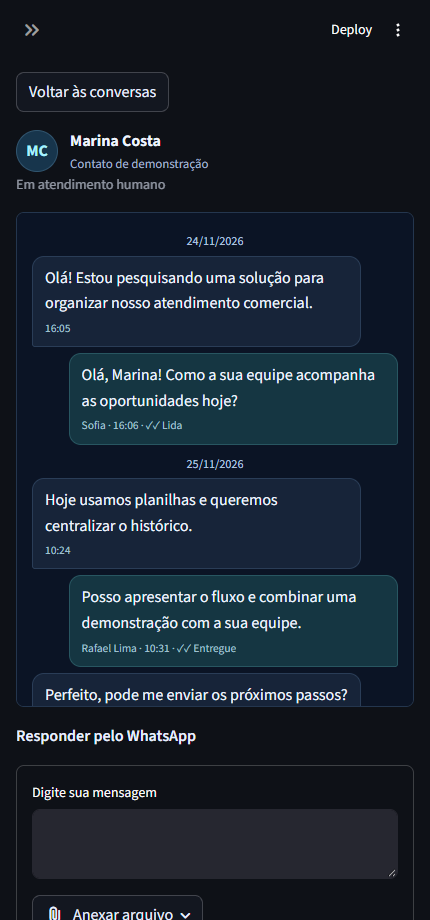 Deploy
Voltar às conversas
MC
Marina Costa
Contato de demonstração
Em atendimento humano
24/11/2026
Olá! Estou pesquisando uma solução para
organizar nosso atendimento comercial.
16:05
Olá, Marina! Como a sua equipe acompanha
as oportunidades hoje?
Sofia · 16:06 · ✓✓ Lida
25/11/2026
Hoje usamos planilhas e queremos
centralizar o histórico.
10:24
Posso apresentar o fluxo e combinar uma
demonstração com a sua equipe.
Rafael Lima · 10:31 · ✓✓ Entregue
Perfeito, pode me enviar os próximos passos?
Responder pelo WhatsApp
Digite sua mensagem
Anexar arquivo